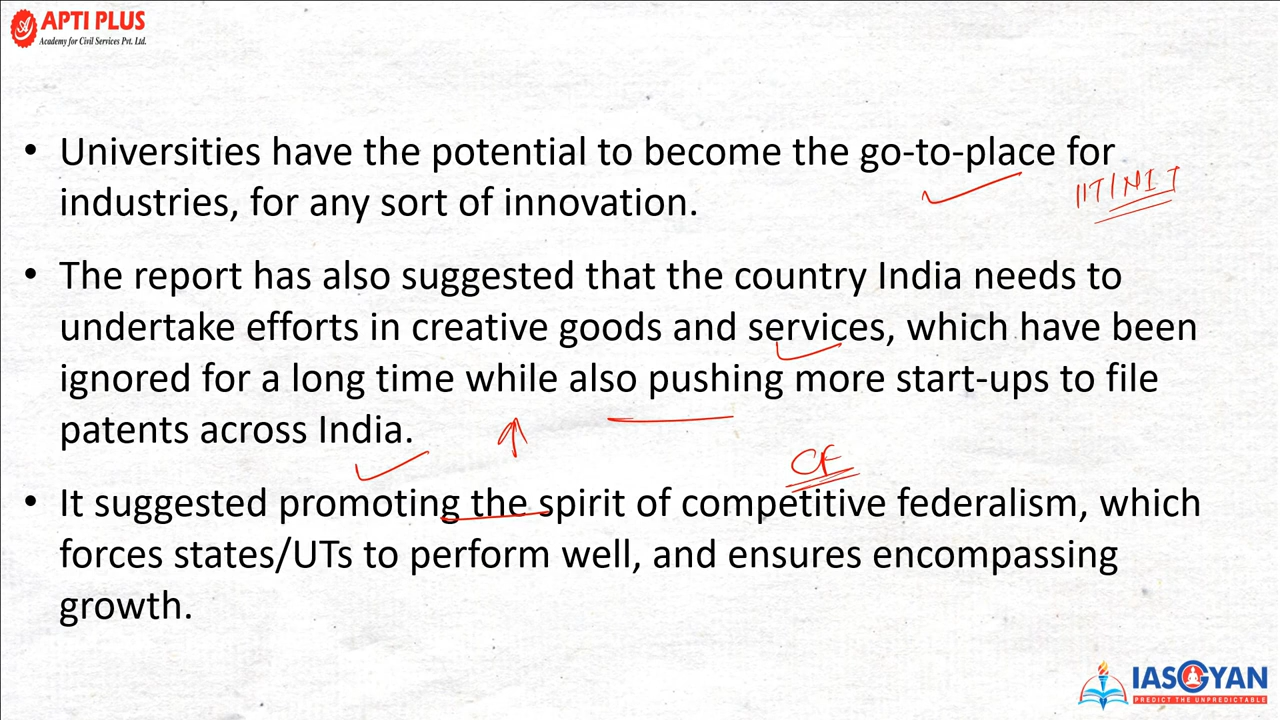 APTI PLUS
Academy for Civil Services Pvt. Ltd.
• Universities have the potential to become the go-to-place for
industries, for any sort of innovation.
IIT/NIT
• The report has also suggested that the country India needs to
undertake efforts in creative goods and services, which have been
ignored for a long time while also pushing more start-ups to file
patents across India.
CF
• It suggested promoting the spirit of competitive federalism, which
forces states/UTs to perform well, and ensures encompassing
growth.
IASGYAN
PREDICT THE UNPREDICTABLE